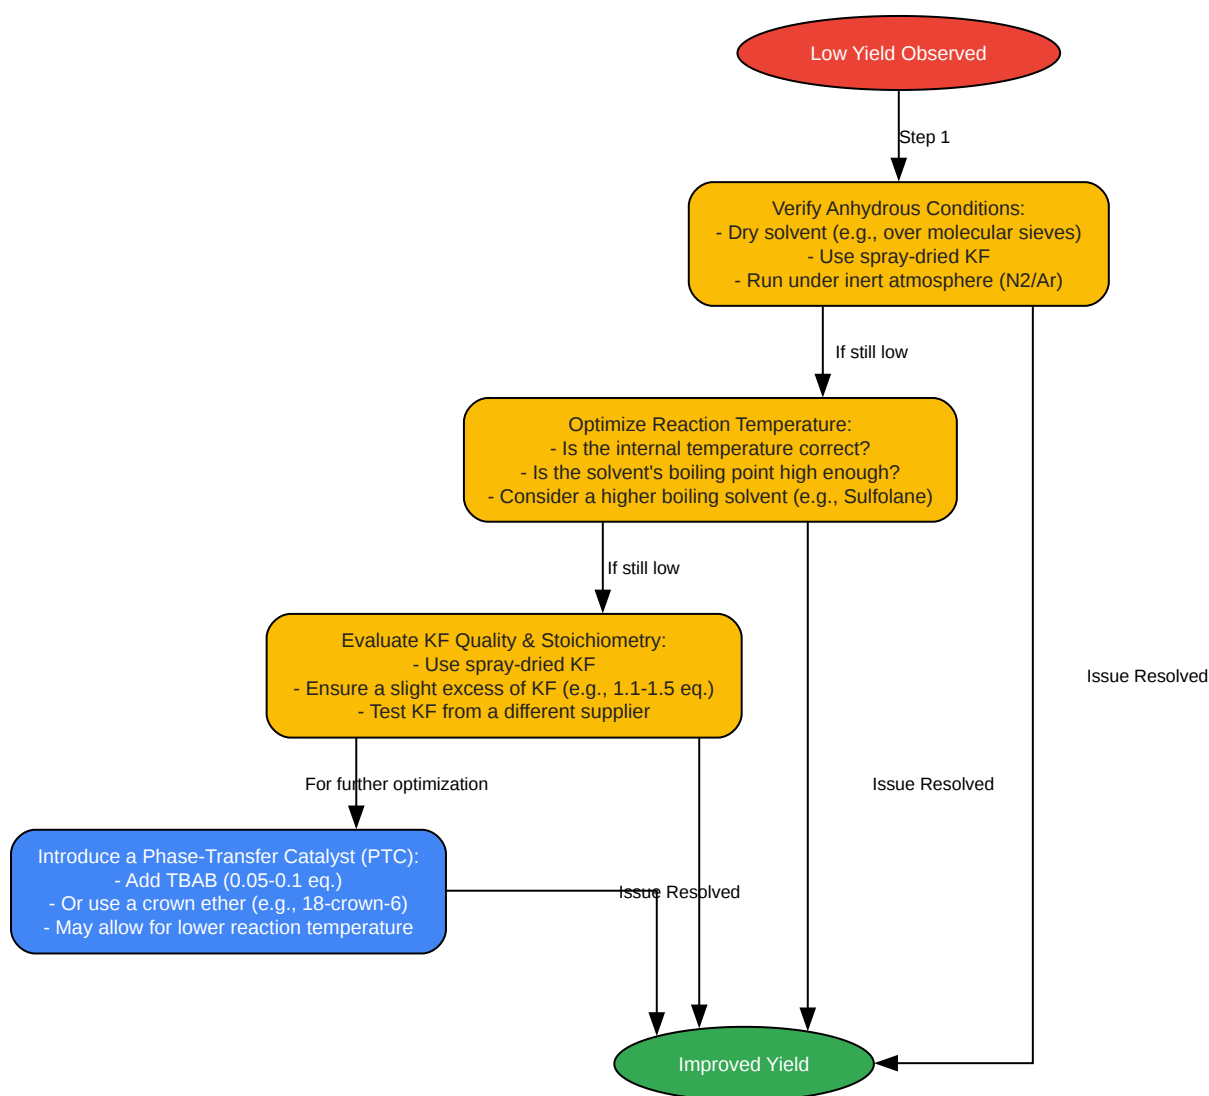 Low Yield Observed
Step 1
Verify Anhydrous Conditions:
- Dry solvent (e.g., over molecular sieves)
- Use spray-dried KF
- Run under inert atmosphere (N2/Ar)
If still low
Optimize Reaction Temperature:
- Is the internal temperature correct?
- Is the solvent's boiling point high enough?
- Consider a higher boiling solvent (e.g., Sulfolane)
If still low
Evaluate KF Quality & Stoichiometry:
- Use spray-dried KF
- Ensure a slight excess of KF (e.g., 1.1-1.5 eq.)
- Test KF from a different supplier
Issue Resolved
For further optimization
Issue Resolved
Introduce a Phase-Transfer Catalyst (PTC):
- Add TBAB (0.05-0.1 eq.)
- Or use a crown ether (e.g., 18-crown-6)
- May allow for lower reaction temperature
Issue Resolved
Improved Yield